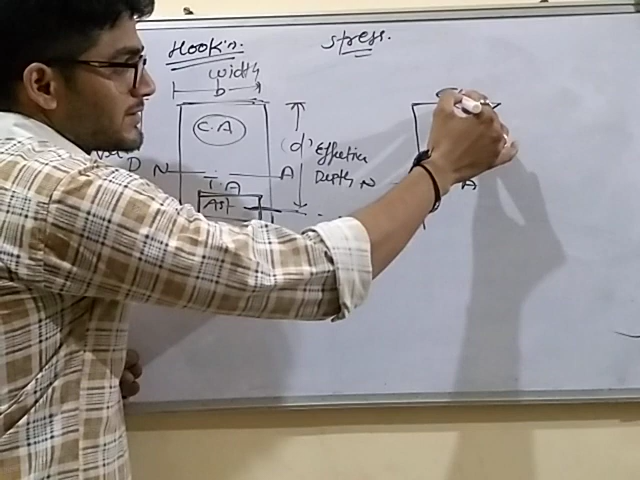 Hook's.
Stress.
width
b
C.A
(d) Effective
Depth
D N A
T.A
Ast
N A